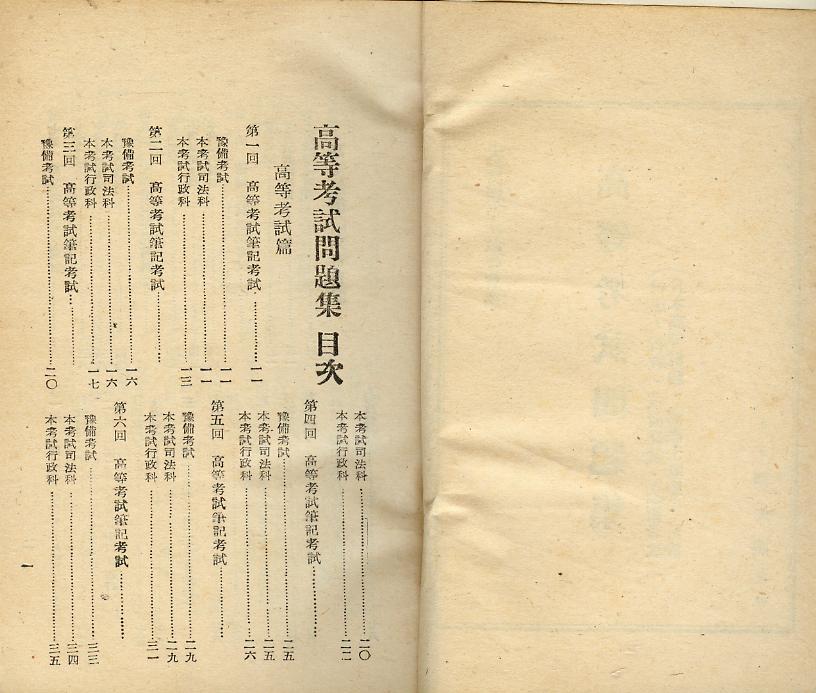 高等考試問題集 目次
高等考試篇
第一回 高等考試筆記考試……一一
豫備考試……一一
本考試司法科……一一
本考試行政科……一三
第二回 高等考試筆記考試……
豫備考試……一六
本考試司法科……一六
本考試行政科……一七
第三回 高等考試筆記考試……
豫備考試……二〇
本考試司法科……二〇
本考試行政科……二二
第四回 高等考試筆記考試……
豫備考試……二五
本考試司法科……二五
本考試行政科……二六
第五回 高等考試筆記考試……
豫備考試……二九
本考試司法科……二九
本考試行政科……三一
第六回 高等考試筆記考試……
豫備考試……三三
本考試司法科……三四
本考試行政科……三五
一